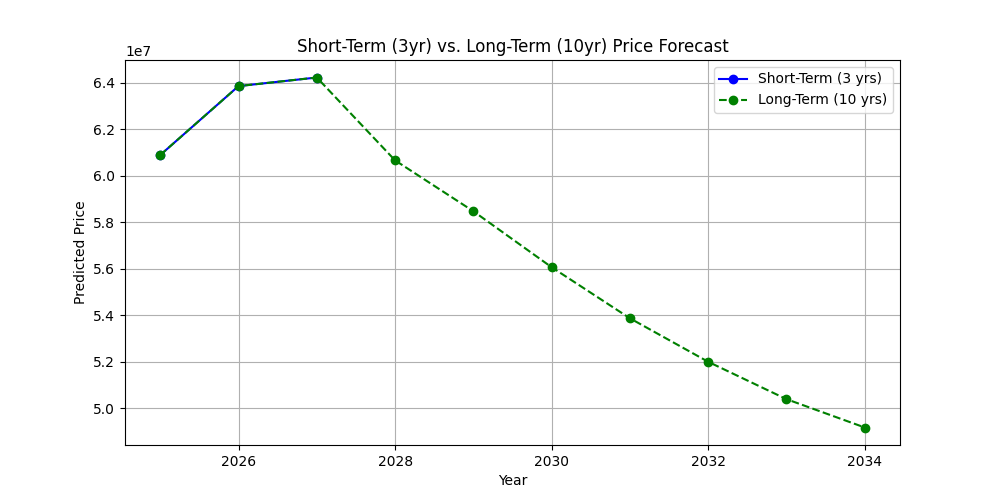 Short-Term (3yr) vs. Long-Term (10yr) Price Forecast
1e7
Short-Term (3 yrs)
Long-Term (10 yrs)
6.4
6.2
6.0
5.8
5.6
5.4
5.2
5.0
Predicted Price
2026 2028 2030 2032 2034
Year